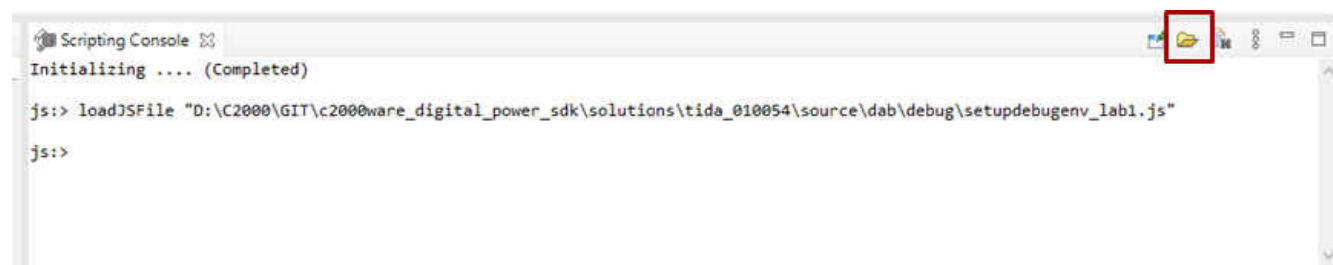 Scripting Console
Initializing .... (Completed)
js:> loadJSFile "D:\C2000\GIT\c2000ware_digital_power_sdk\solutions\tida_010054\source\dab\debug\setupdebugenv_lab1.js"
js:>